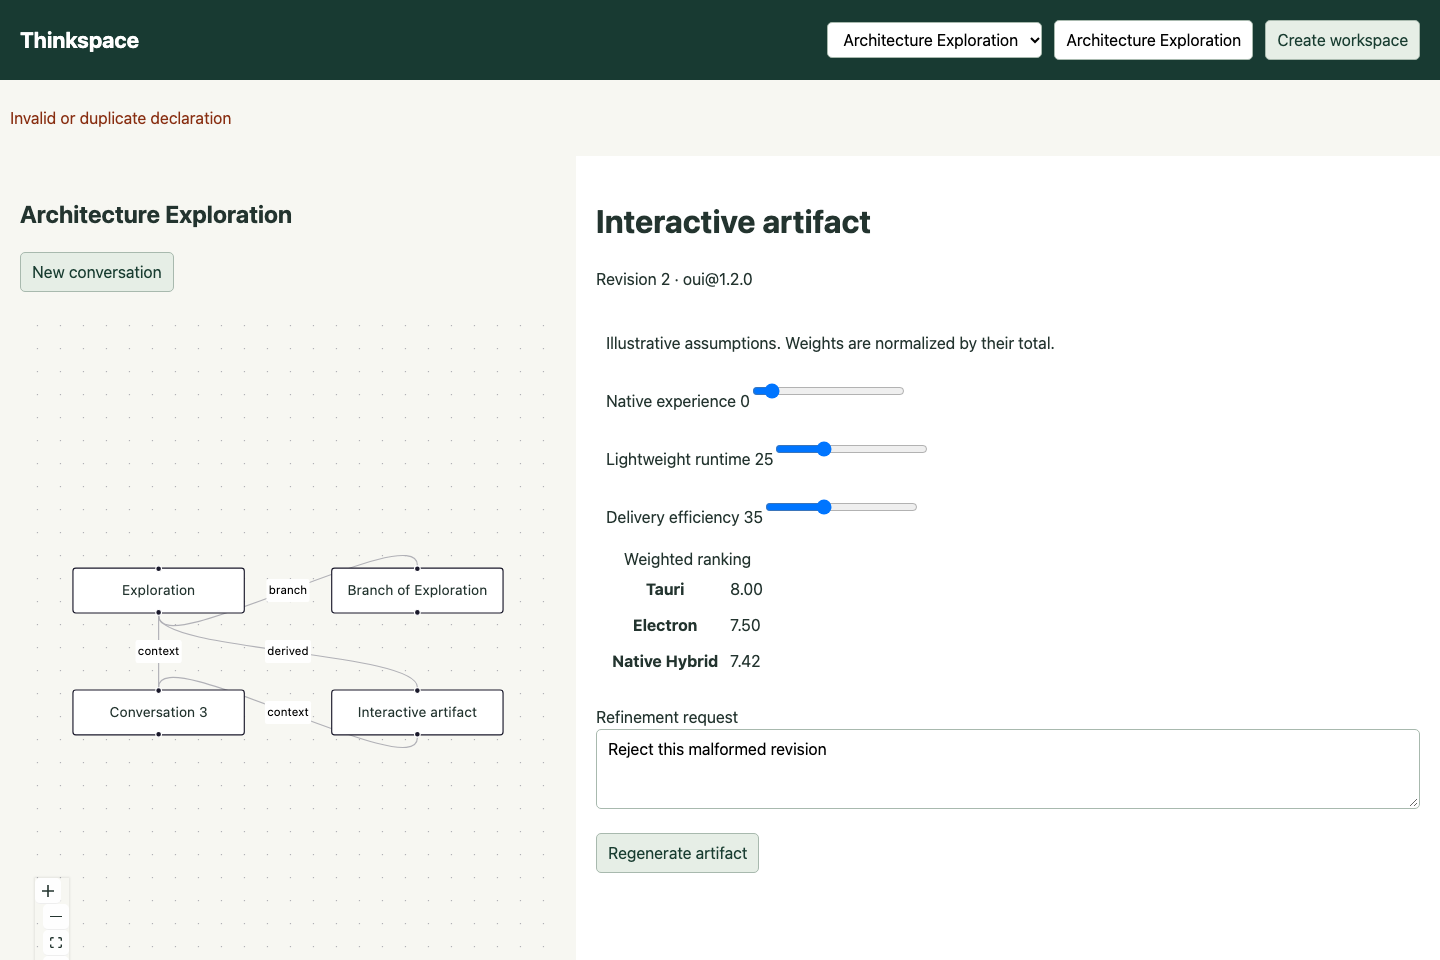 Thinkspace
Architecture Exploration
Architecture Exploration
Create workspace
Invalid or duplicate declaration
Architecture Exploration
New conversation
Exploration
branch
Branch of Exploration
context
derived
Conversation 3
context
Interactive artifact
Interactive artifact
Revision 2 · oui@1.2.0
Illustrative assumptions. Weights are normalized by their total.
Native experience 0
Lightweight runtime 25
Delivery efficiency 35
Weighted ranking
Tauri 8.00
Electron 7.50
Native Hybrid 7.42
Refinement request
Reject this malformed revision
Regenerate artifact